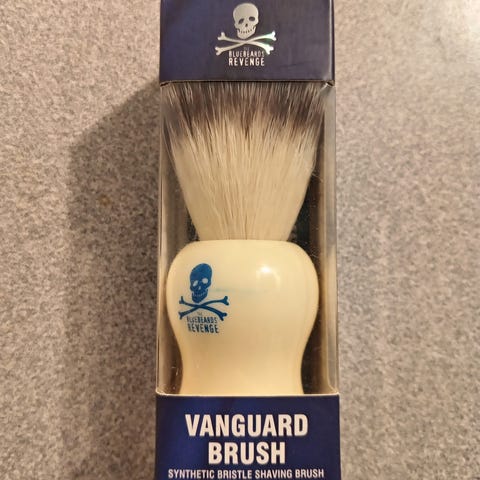 THE
BLUEBEARDS
REVENGE
THE
BLUEBEARDS
REVENGE
VANGUARD
BRUSH
SYNTHETIC BRISTLE SHAVING BRUSH